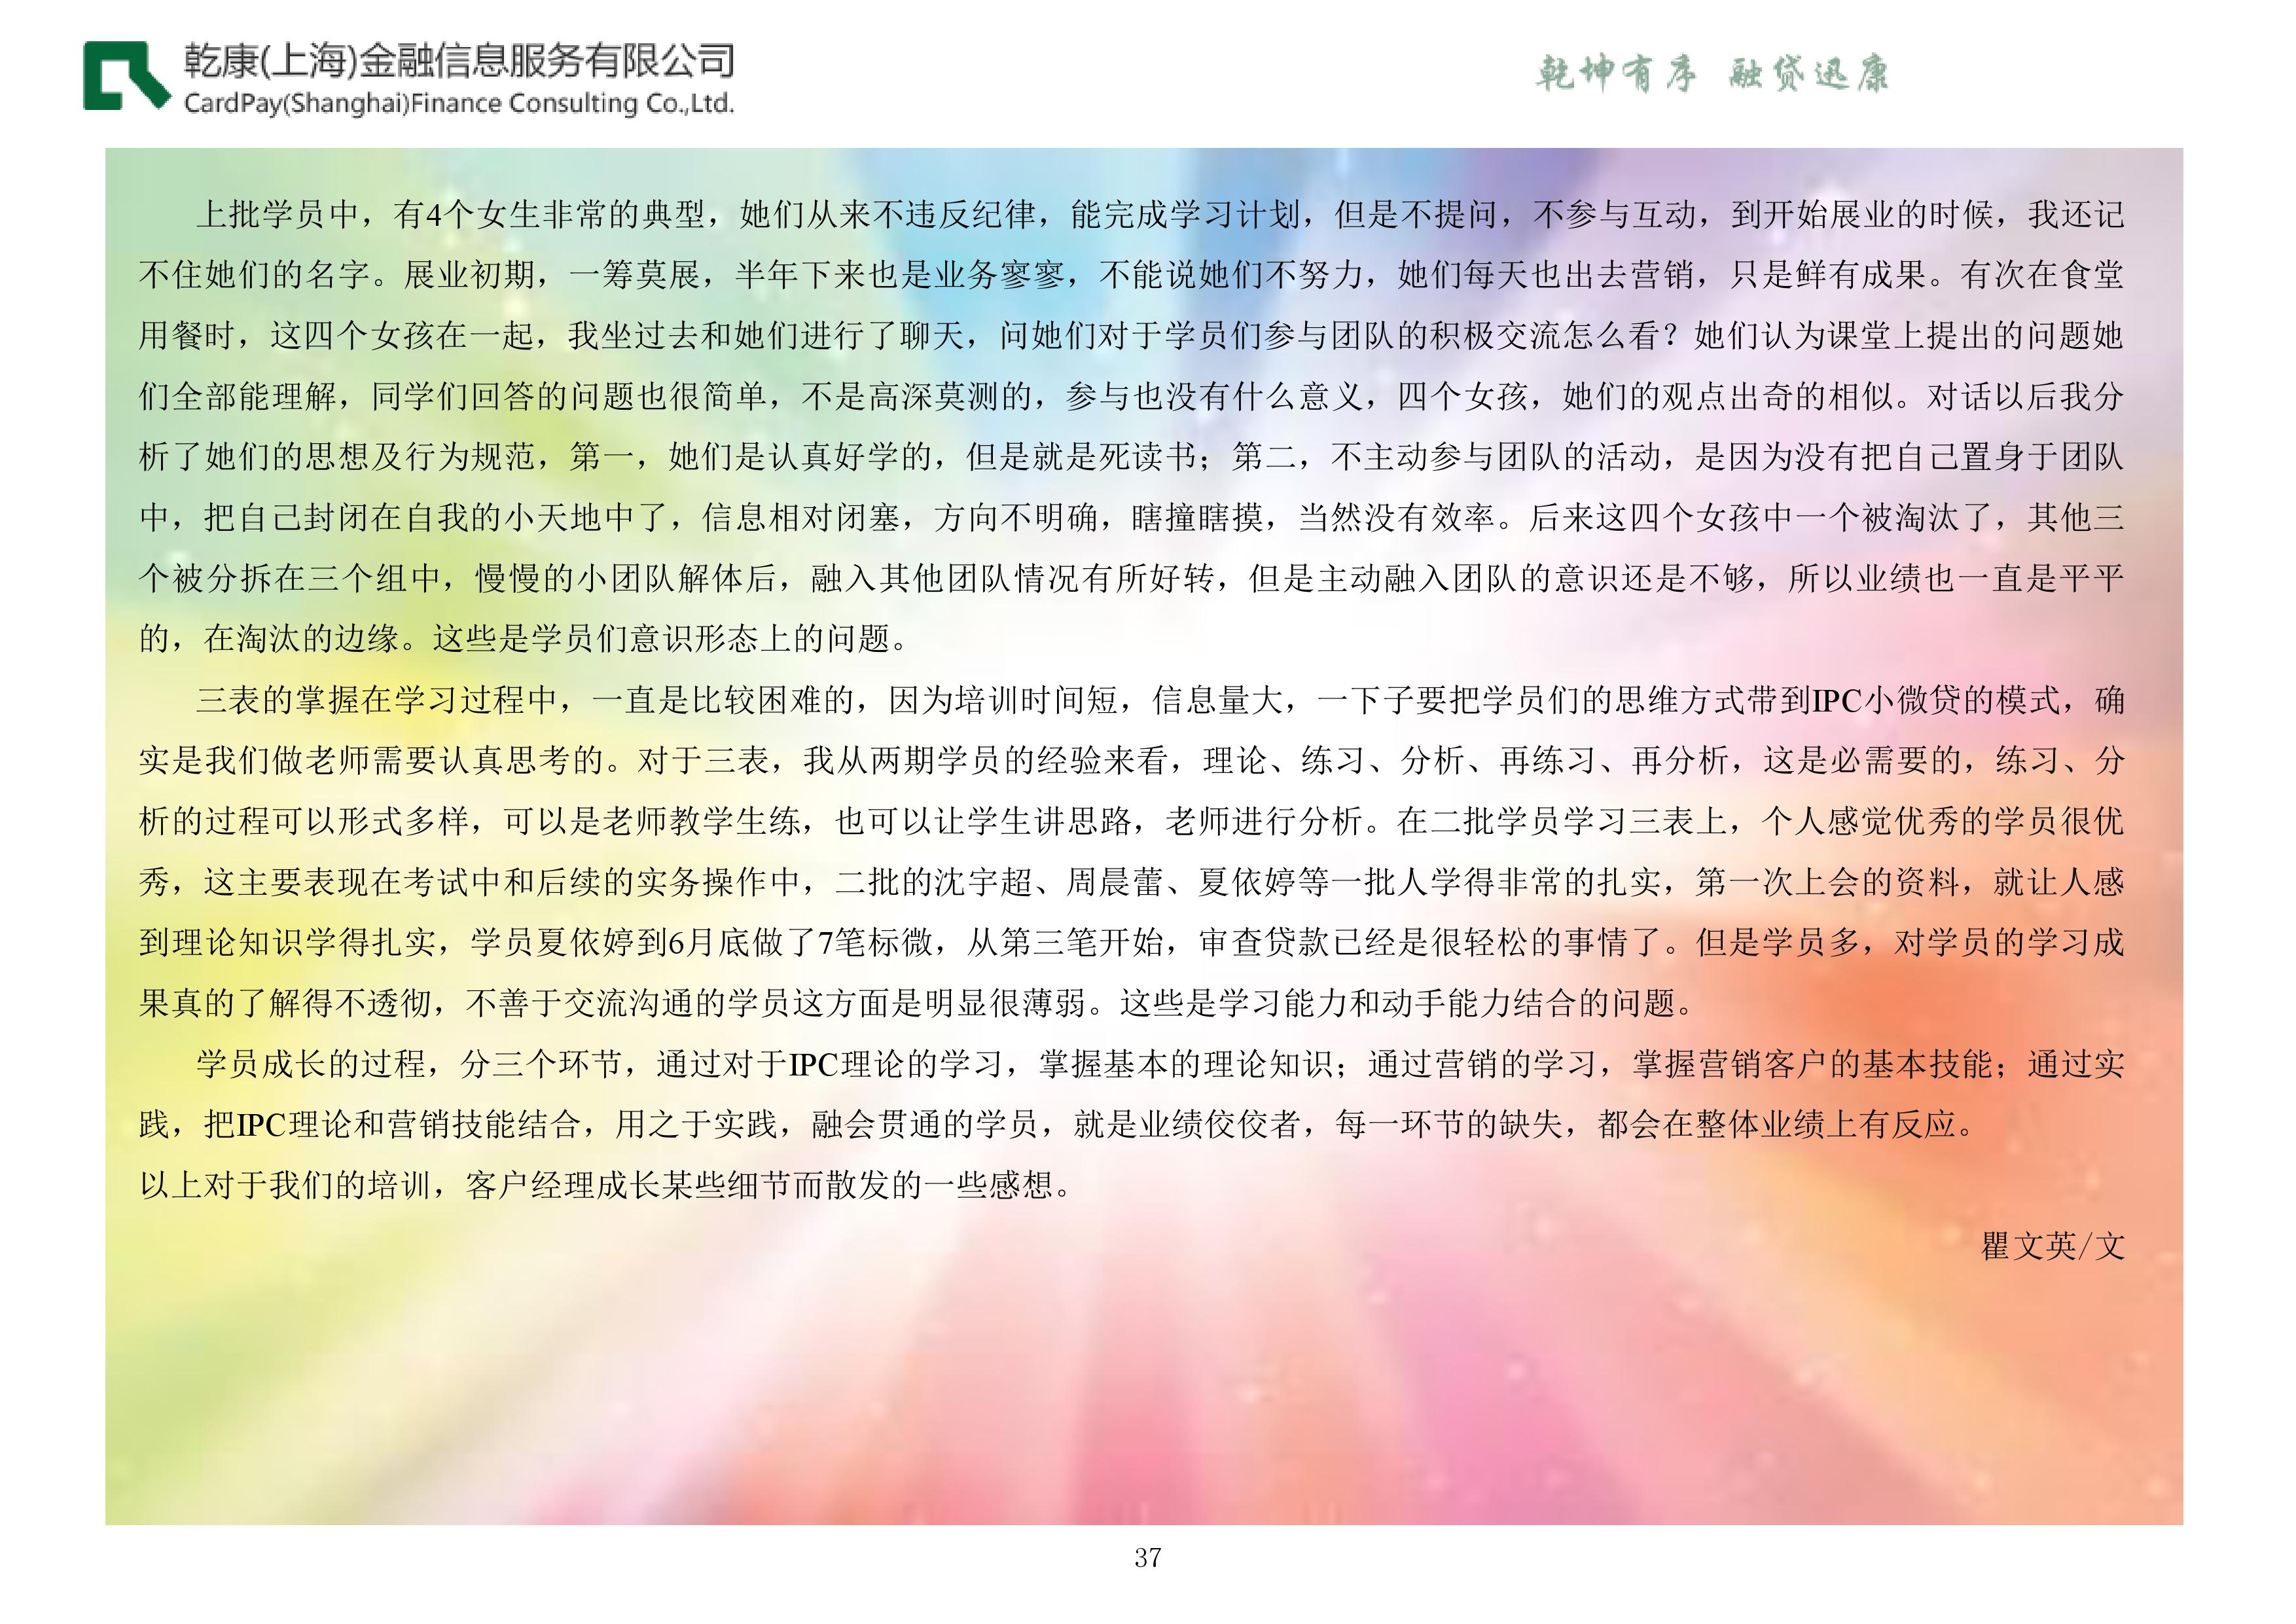 乾康(上海)金融信息服务有限公司
CardPay(Shanghai)Finance Consulting Co.,Ltd.
乾坤有序 融贷迅康
上批学员中，有4个女生非常的典型，她们从来不违反纪律，能完成学习计划，但是不提问，不参与互动，到开始展业的时候，我还记
不住她们的名字。展业初期，一筹莫展，半年下来也是业务寥寥，不能说她们不努力，她们每天也出去营销，只是鲜有成果。有次在食堂
用餐时，这四个女孩在一起，我坐过去和她们进行了聊天，问她们对于学员们参与团队的积极交流怎么看？她们认为课堂上提出的问题她
们全部能理解，同学们回答的问题也很简单，不是高深莫测的，参与也没有什么意义，四个女孩，她们的观点出奇的相似。对话以后我分
析了她们的思想及行为规范，第一，她们是认真好学的，但是就是死读书；第二，不主动参与团队的活动，是因为没有把自己置身于团队
中，把自己封闭在自我的小天地中了，信息相对闭塞，方向不明确，瞎撞瞎摸，当然没有效率。后来这四个女孩中一个被淘汰了，其他三
个被分拆在三个组中，慢慢的小团队解体后，融入其他团队情况有所好转，但是主动融入团队的意识还是不够，所以业绩也一直是平平
的，在淘汰的边缘。这些是学员们意识形态上的问题。
三表的掌握在学习过程中，一直是比较困难的，因为培训时间短，信息量大，一下子要把学员们的思维方式带到IPC小微贷的模式，确
实是我们做老师需要认真思考的。对于三表，我从两期学员的经验来看，理论、练习、分析、再练习、再分析，这是必需要的，练习、分
析的过程可以形式多样，可以是老师教学生练，也可以让学生讲思路，老师进行分析。在二批学员学习三表上，个人感觉优秀的学员很优
秀，这主要表现在考试中和后续的实务操作中，二批的沈宇超、周晨蕾、夏依婷等一批人学得非常的扎实，第一次上会的资料，就让人感
到理论知识学得扎实，学员夏依婷到6月底做了7笔标微，从第三笔开始，审查贷款已经是很轻松的事情了。但是学员多，对学员的学习成
果真的了解得不透彻，不善于交流沟通的学员这方面是明显很薄弱。这些是学习能力和动手能力结合的问题。
学员成长的过程，分三个环节，通过对于IPC理论的学习，掌握基本的理论知识；通过营销的学习，掌握营销客户的基本技能；通过实
践，把IPC理论和营销技能结合，用之于实践，融会贯通的学员，就是业绩佼佼者，每一环节的缺失，都会在整体业绩上有反应。
以上对于我们的培训，客户经理成长某些细节而散发的一些感想。
瞿文英/文
37